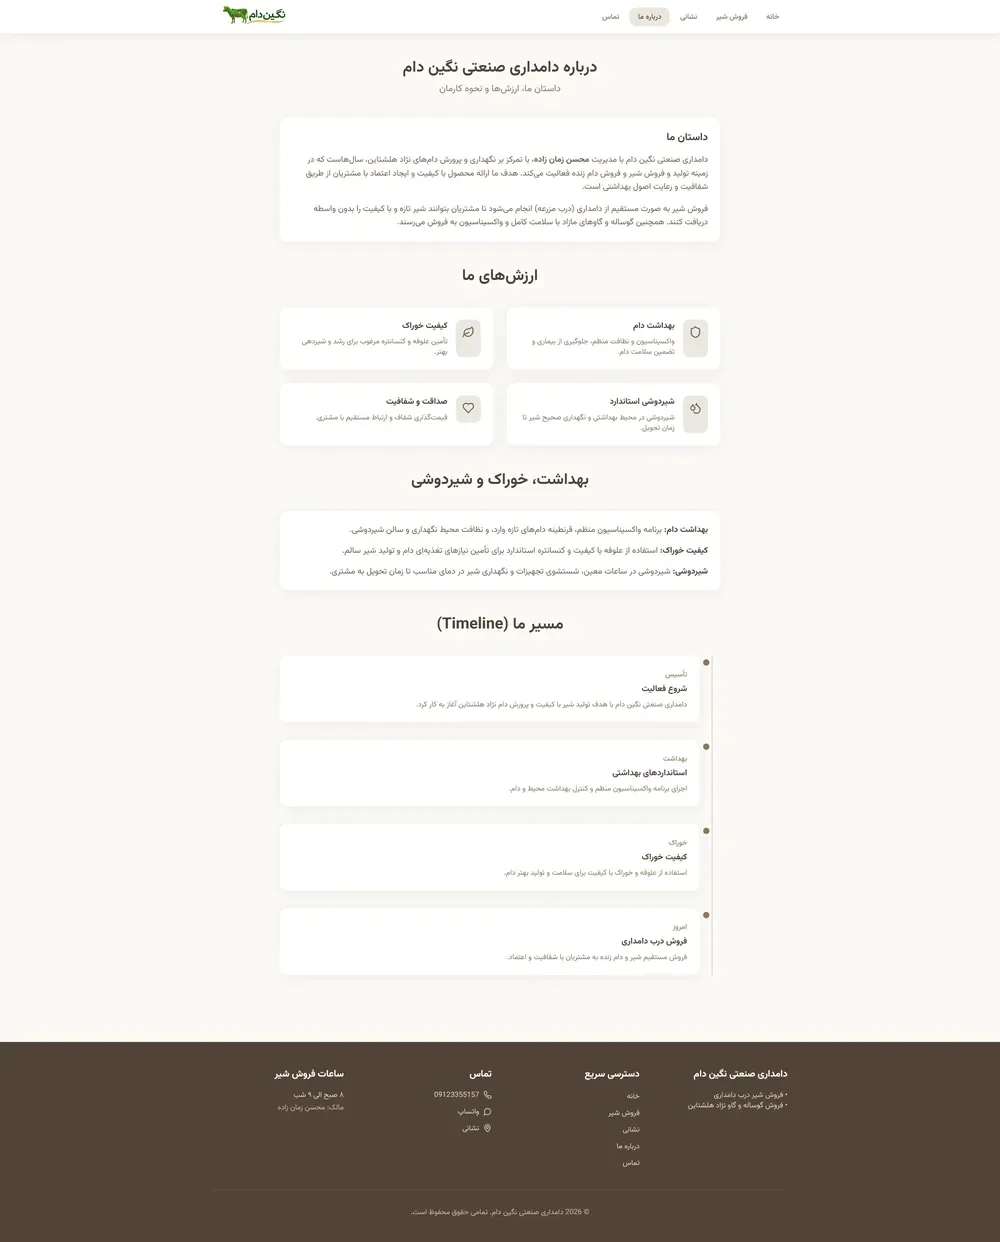 خانه
فروش شیر
نشانی
درباره ما
تماس
نگین‌دام
درباره دامداری صنعتی نگین دام
داستان ما، ارزش‌ها و نحوه کارمان
داستان ما
دامداری صنعتی نگین دام با مدیریت محسن زمان زاده، با تمرکز بر نگهداری و پرورش دام‌های نژاد هلشتاین، سال‌هاست که در
زمینه تولید و فروش شیر و فروش دام زنده فعالیت می‌کند. هدف ما ارائه محصول با کیفیت و ایجاد اعتماد با مشتریان از طریق
شفافیت و رعایت اصول بهداشتی است.
فروش شیر به صورت مستقیم از دامداری (درب مزرعه) انجام می‌شود تا مشتریان بتوانند شیر تازه و با کیفیت را بدون واسطه
دریافت کنند. همچنین گوساله و گاوهای مازاد با سلامت کامل و واکسیناسیون به فروش می‌رسند.
ارزش‌های ما
بهداشت دام
واکسیناسیون و نظافت منظم، جلوگیری از بیماری و
تضمین سلامت دام.
کیفیت خوراک
تأمین علوفه و کنسانتره مرغوب برای رشد و شیردهی
بهتر.
شیردوشی استاندارد
شیردوشی در محیط بهداشتی و نگهداری صحیح شیر تا
زمان تحویل.
صداقت و شفافیت
قیمت‌گذاری شفاف و ارتباط مستقیم با مشتری.
بهداشت، خوراک و شیردوشی
بهداشت دام: برنامه واکسیناسیون منظم، قرنطینه دام‌های تازه وارد، و نظافت محیط نگهداری و سالن شیردوشی.
کیفیت خوراک: استفاده از علوفه با کیفیت و کنسانتره استاندارد برای تأمین نیازهای تغذیه‌ای دام و تولید شیر سالم.
شیردوشی: شیردوشی در ساعات معین، شستشوی تجهیزات و نگهداری شیر در دمای مناسب تا زمان تحویل به مشتری.
مسیر ما (Timeline)
تأسیس
شروع فعالیت
دامداری صنعتی نگین دام با هدف تولید شیر با کیفیت و پرورش دام نژاد هلشتاین آغاز به کار کرد.
بهداشت
استانداردهای بهداشتی
اجرای برنامه واکسیناسیون منظم و کنترل بهداشت محیط و دام.
خوراک
کیفیت خوراک
استفاده از علوفه و خوراک با کیفیت برای سلامت و تولید بهتر دام.
امروز
فروش درب دامداری
فروش مستقیم شیر و دام زنده به مشتریان با شفافیت و اعتماد.
دامداری صنعتی نگین دام
• فروش شیر درب دامداری
• فروش گوساله و گاو نژاد هلشتاین
دسترسی سریع
خانه
فروش شیر
نشانی
درباره ما
تماس
تماس
09123355157
واتساپ
نشانی
ساعات فروش شیر
۸ صبح الی ۹ شب
مالک: محسن زمان زاده
© 2026 دامداری صنعتی نگین دام. تمامی حقوق محفوظ است.